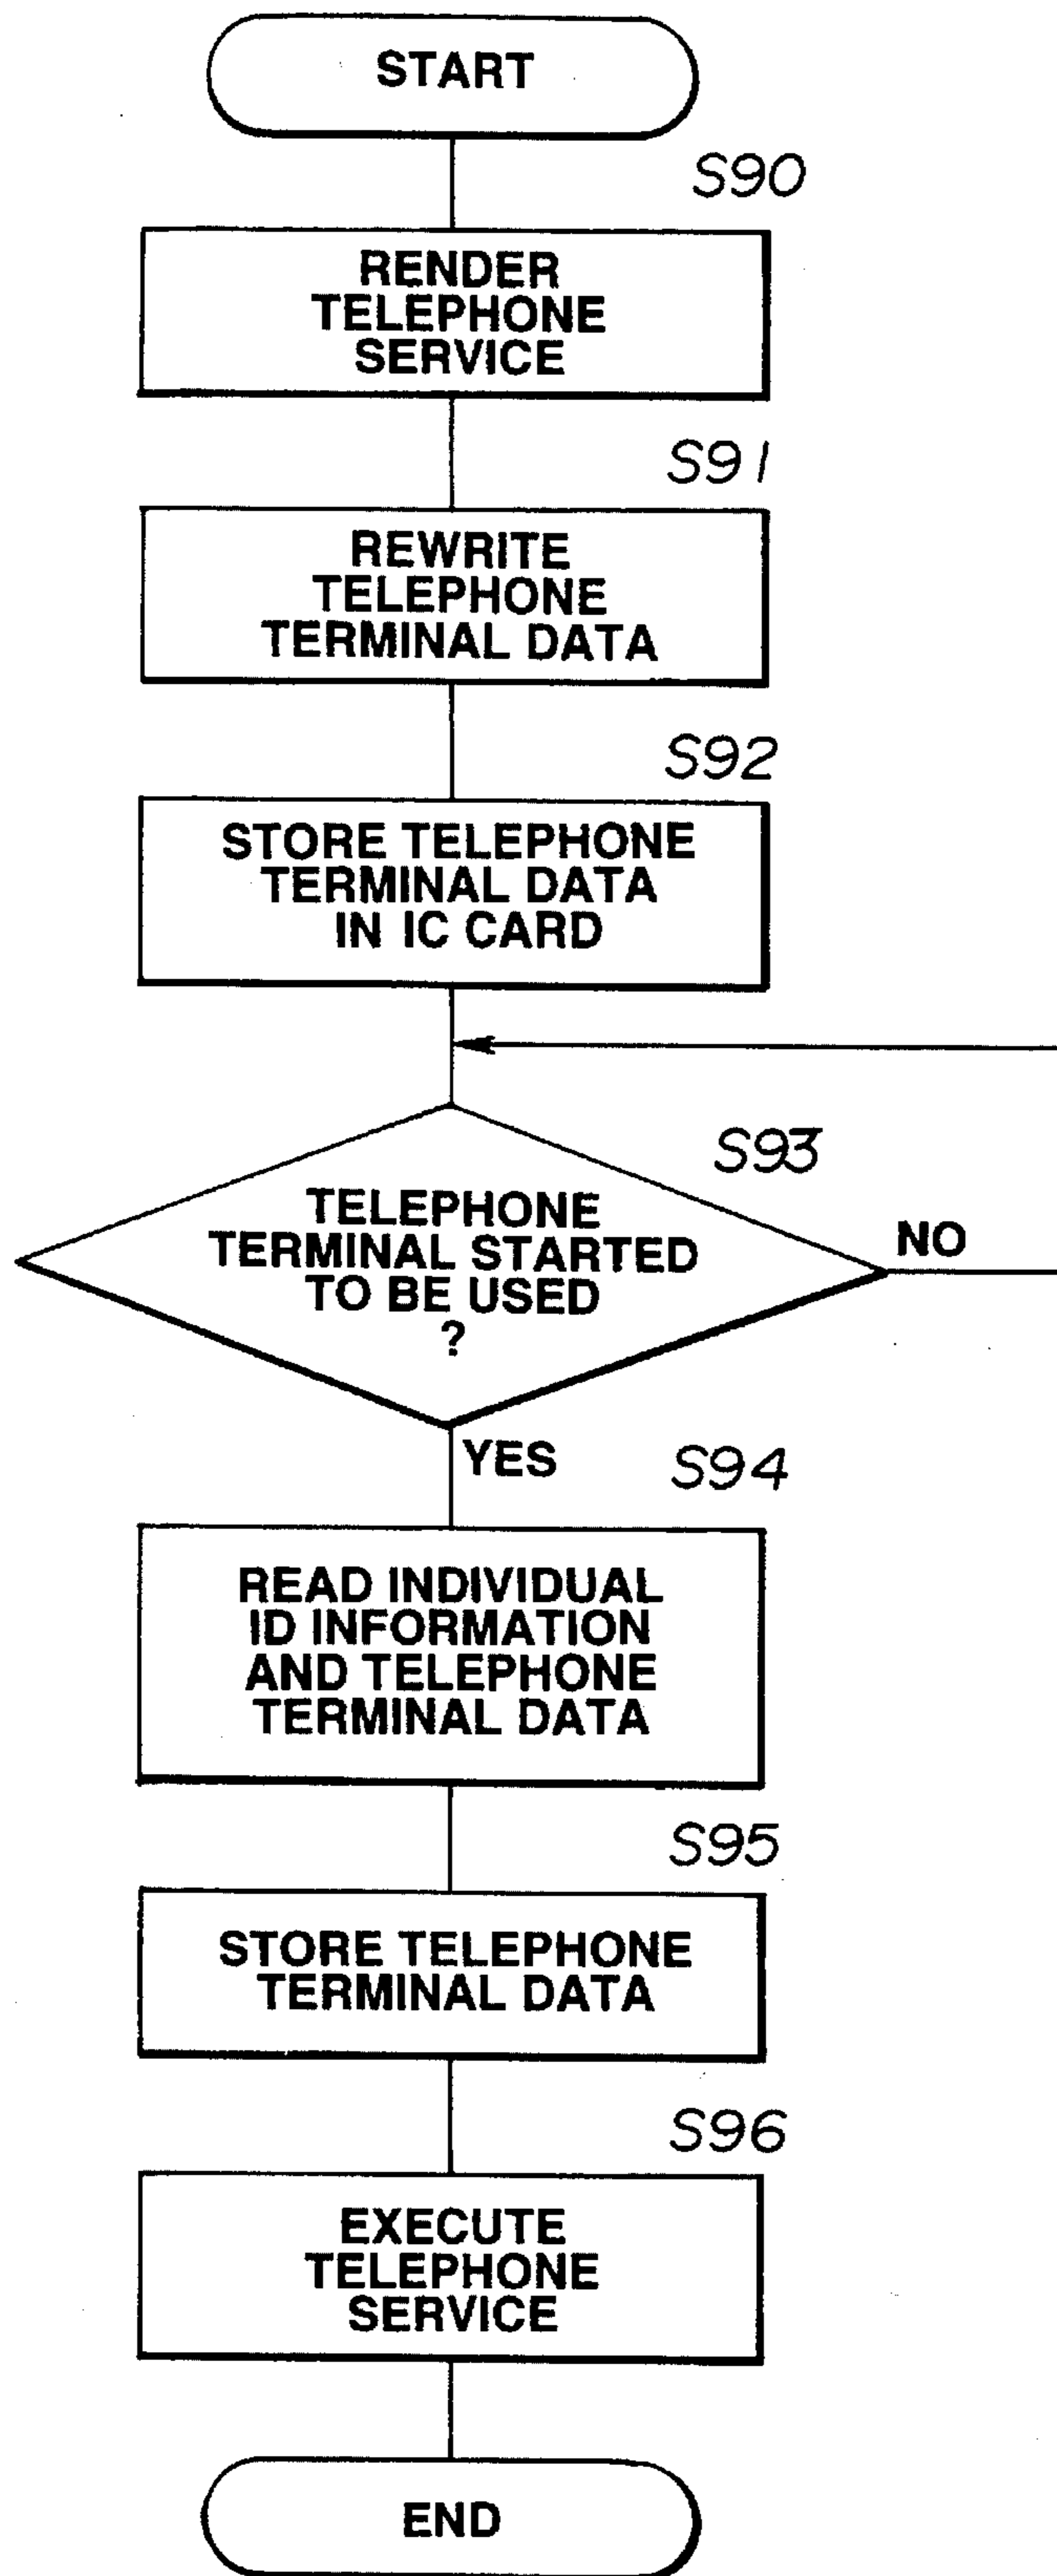 START
S90
RENDER
TELEPHONE
SERVICE
S91
REWRITE
TELEPHONE
TERMINAL DATA
S92
STORE TELEPHONE
TERMINAL DATA
IN IC CARD
S93
TELEPHONE
TERMINAL STARTED
TO BE USED
?
NO
YES
S94
READ INDIVIDUAL
ID INFORMATION
AND TELEPHONE
TERMINAL DATA
S95
STORE TELEPHONE
TERMINAL DATA
S96
EXECUTE
TELEPHONE
SERVICE
END